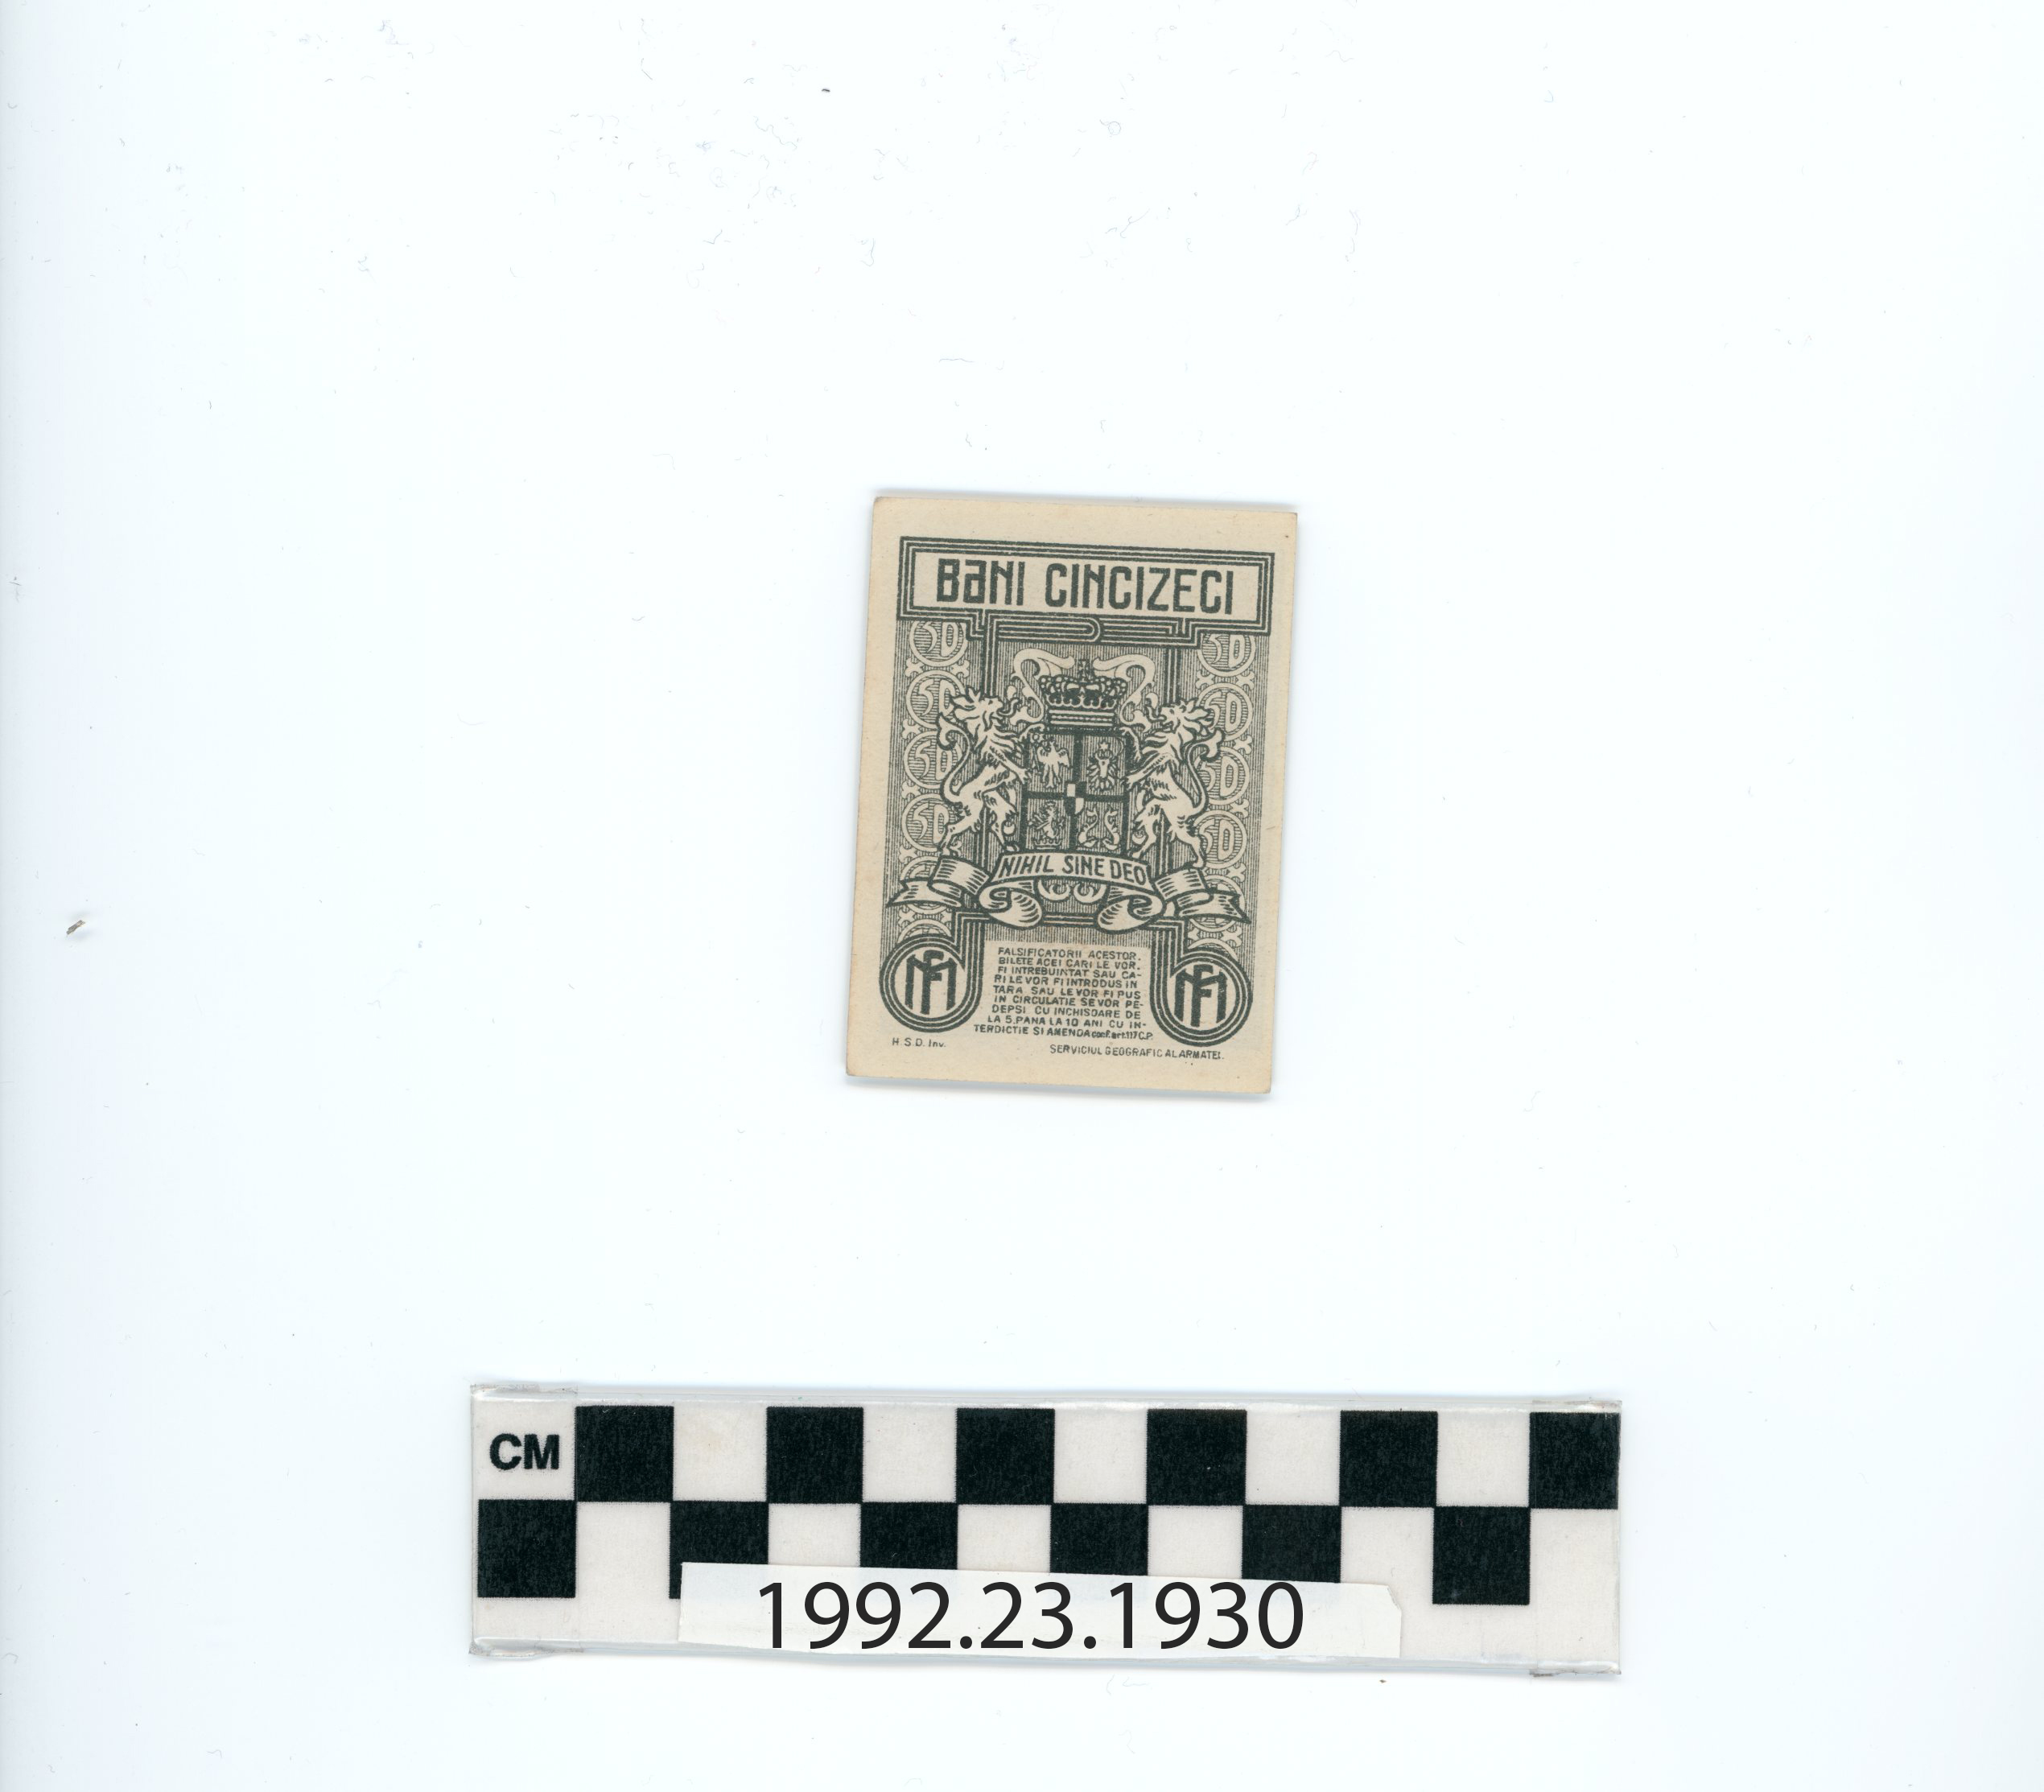 BaNI CINCIZECI
50 50
50 50
50 50
50 50
NIHIL SINE DEO
MF MF
FALSIFICATORII ACESTOR.
BILETE ACEI CARI LE VOR.
FI INTREBUINTAT SAU CA-
RI LE VOR FI INTRODUS IN
TARA SAU LE VOR FI PUS
IN CIRCULATIE SE VOR PE-
DEPSI CU INCHISOARE DE
LA 5.PANA LA 10 ANI CU IN-
TERDICTIE SI AMENDA conf.art.117 C.P.
H.S.D. Inv.
SERVICIUL GEOGRAFIC AL ARMATEI.
CM
1992.23.1930